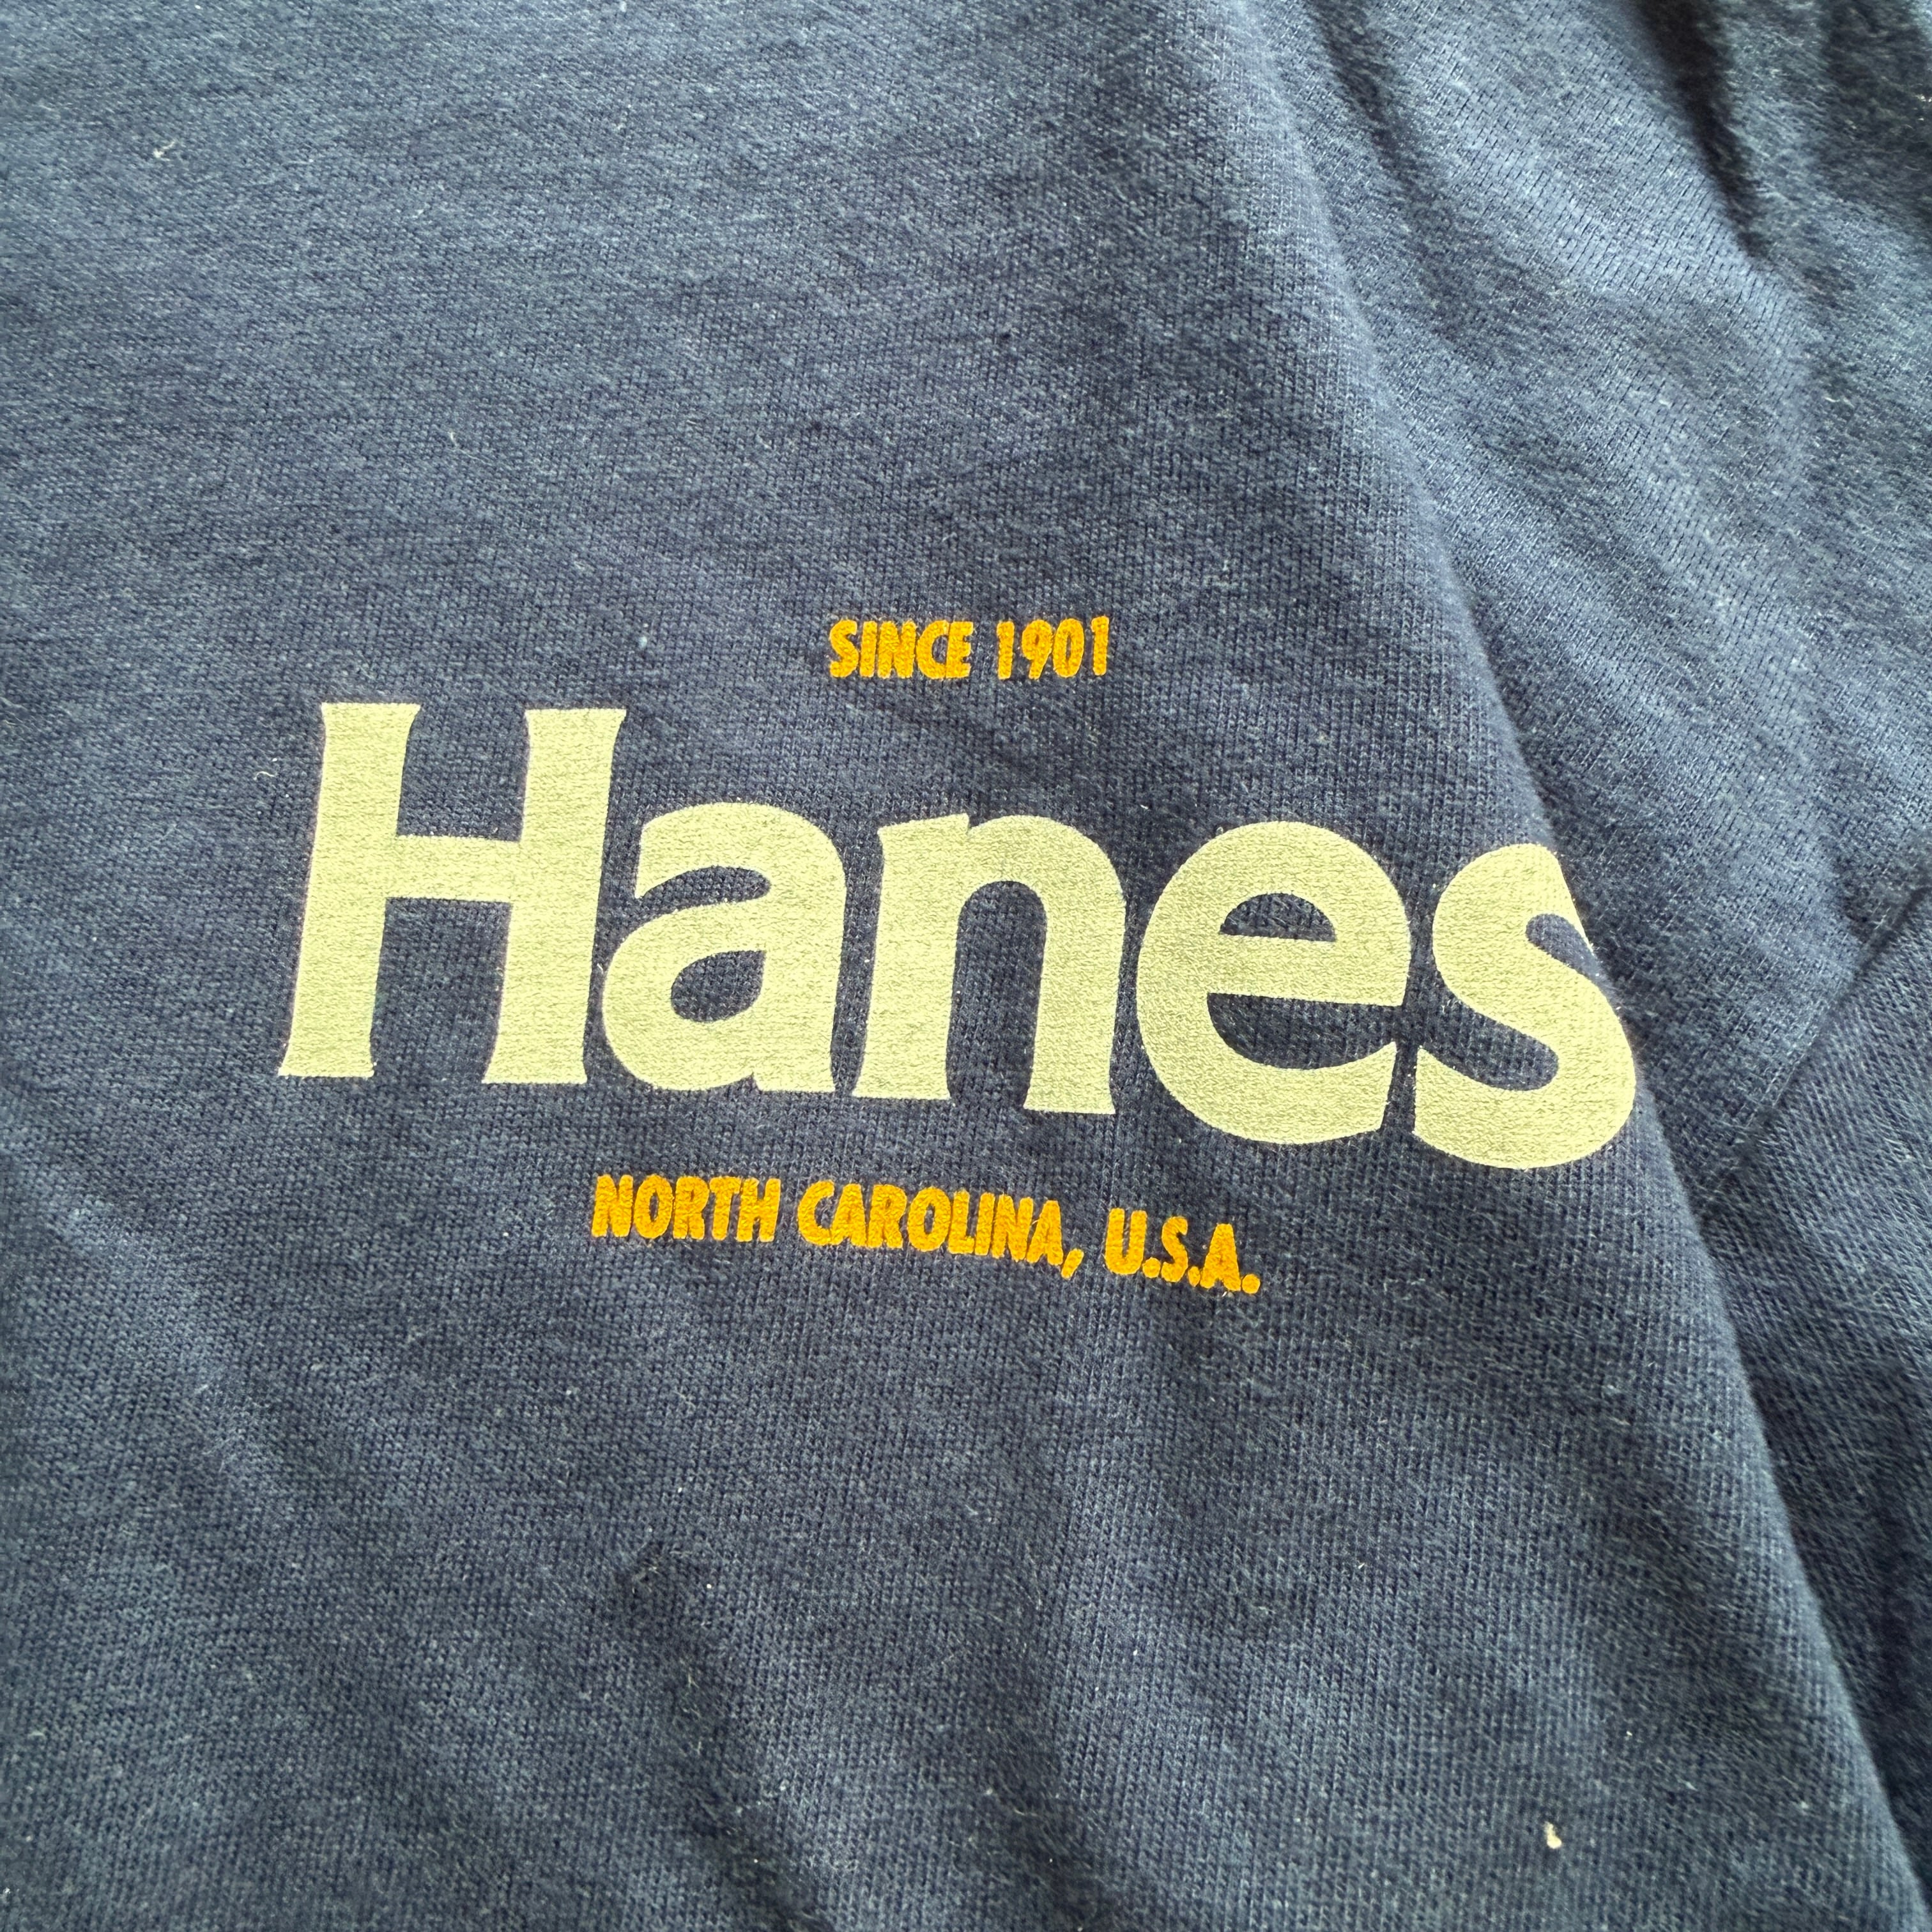 SINCE 1901
Hanes
NORTH CAROLINA, U.S.A.